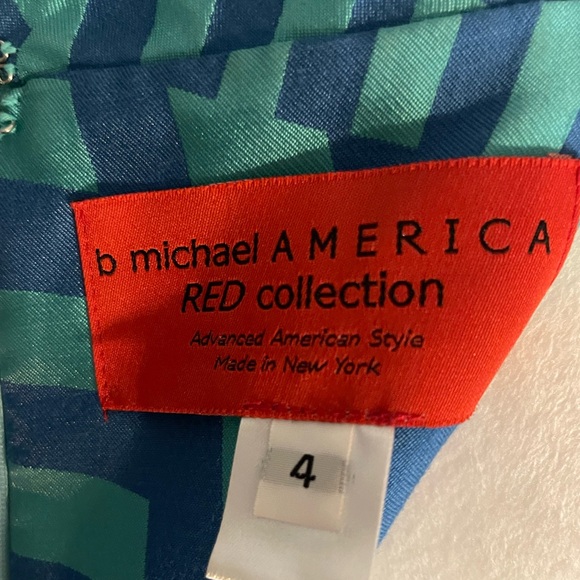 b michael AMERICA
RED collection
Advanced American Style
Made in New York
4